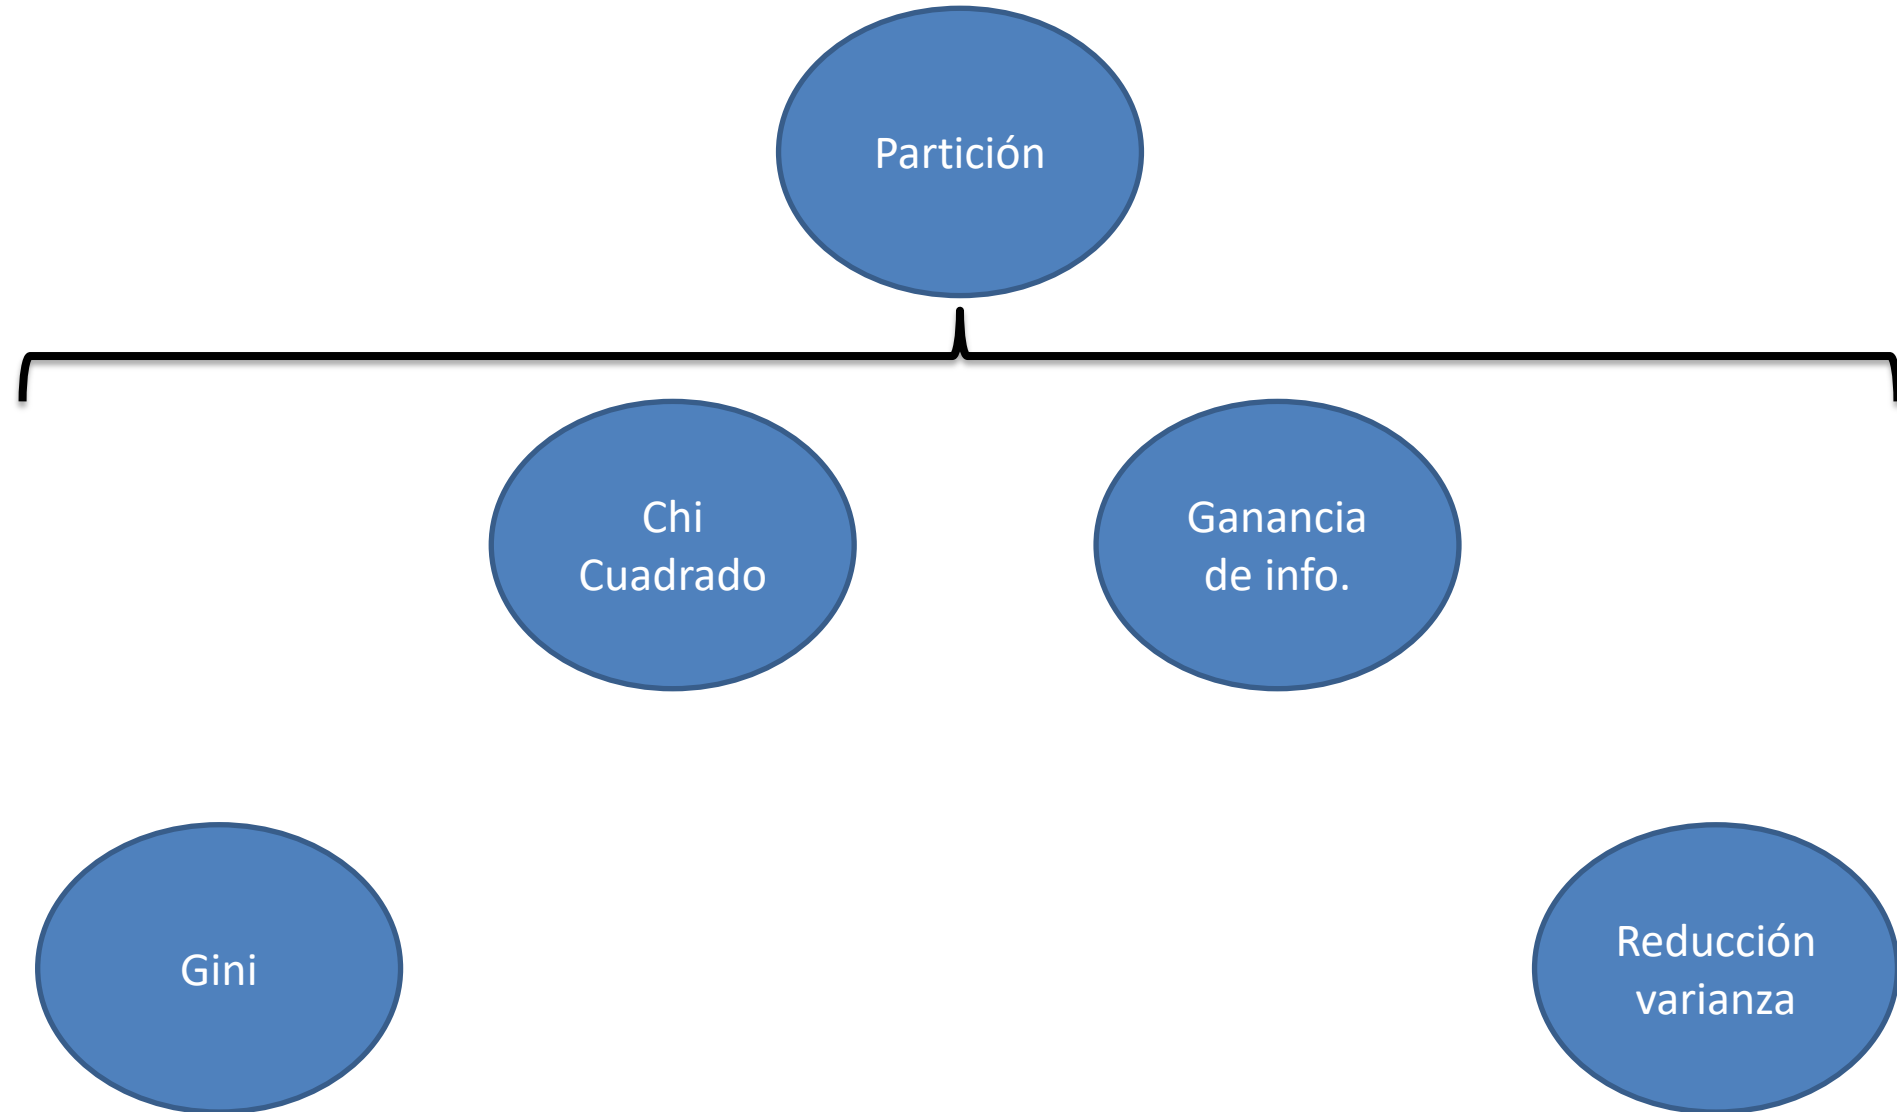 Partición
Chi
Cuadrado
Ganancia
de info.
Gini
Reducción
varianza